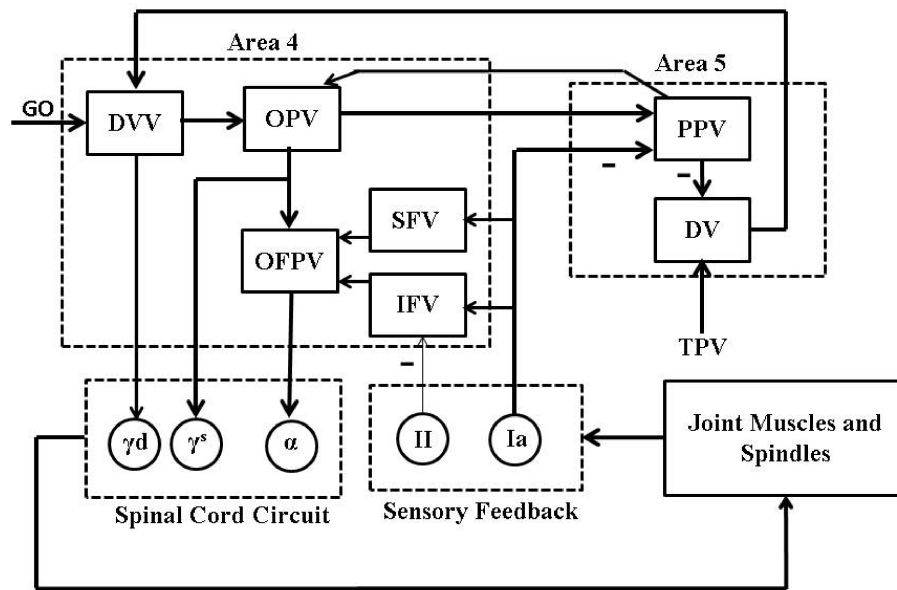 Area 4
Area 5
GO
DVV
OPV
PPV
-
-
SFV
DV
OFPV
IFV
TPV
-
γd
γˢ
α
II
Ia
Joint Muscles and
Spindles
Spinal Cord Circuit
Sensory Feedback